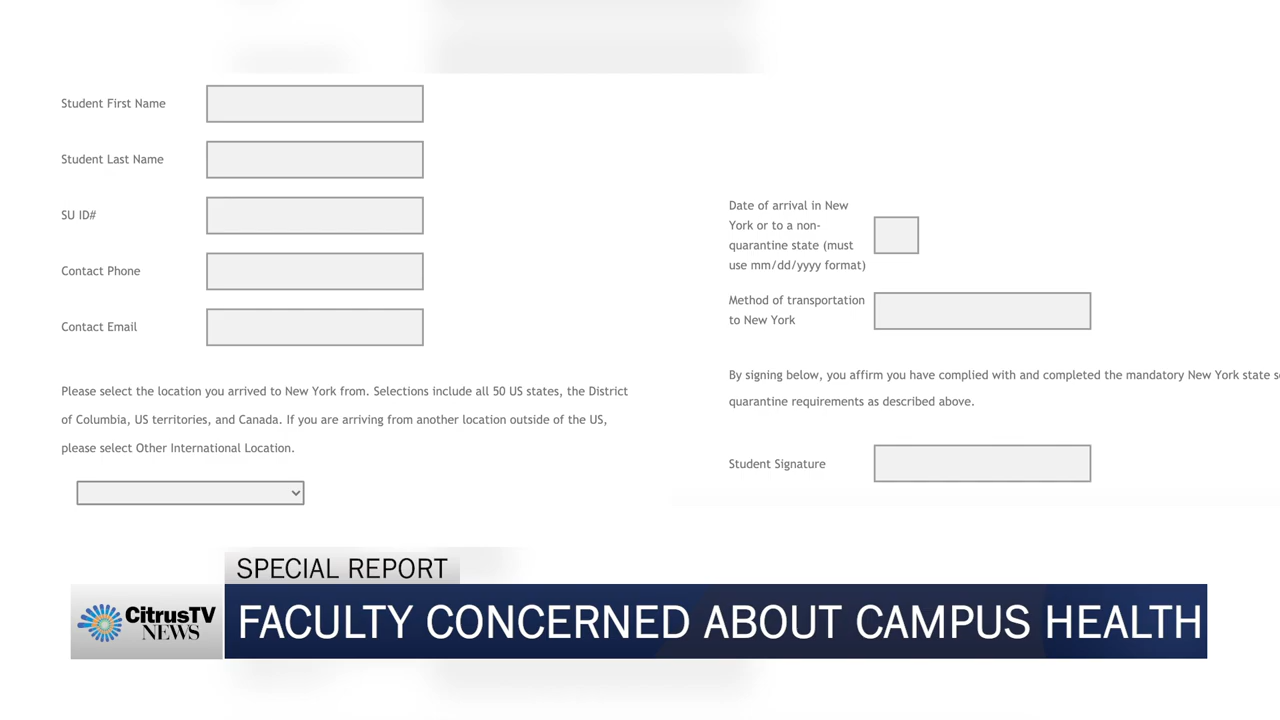 Student First Name
Student Last Name
SU ID#
Contact Phone
Contact Email
Please select the location you arrived to New York from. Selections include all 50 US states, the District
of Columbia, US territories, and Canada. If you are arriving from another location outside of the US,
please select Other International Location.
Date of arrival in New
York or to a non-
quarantine state (must
use mm/dd/yyyy format)
Method of transportation
to New York
By signing below, you affirm you have complied with and completed the mandatory New York state
quarantine requirements as described above.
Student Signature
SPECIAL REPORT
CitrusTV
NEWS
FACULTY CONCERNED ABOUT CAMPUS HEALTH